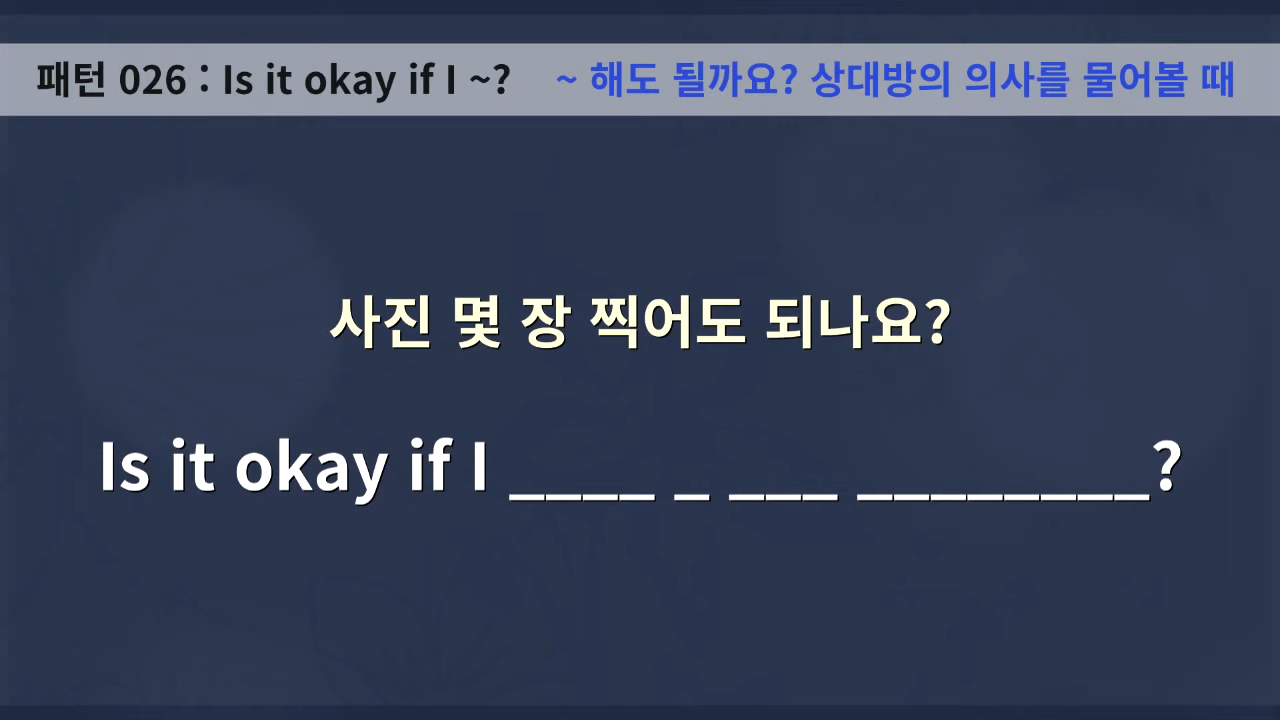 패턴 026 : Is it okay if I ~? ~ 해도 될까요? 상대방의 의사를 물어볼 때
사진 몇 장 찍어도 되나요?
Is it okay if I ____ _ ___ ________?